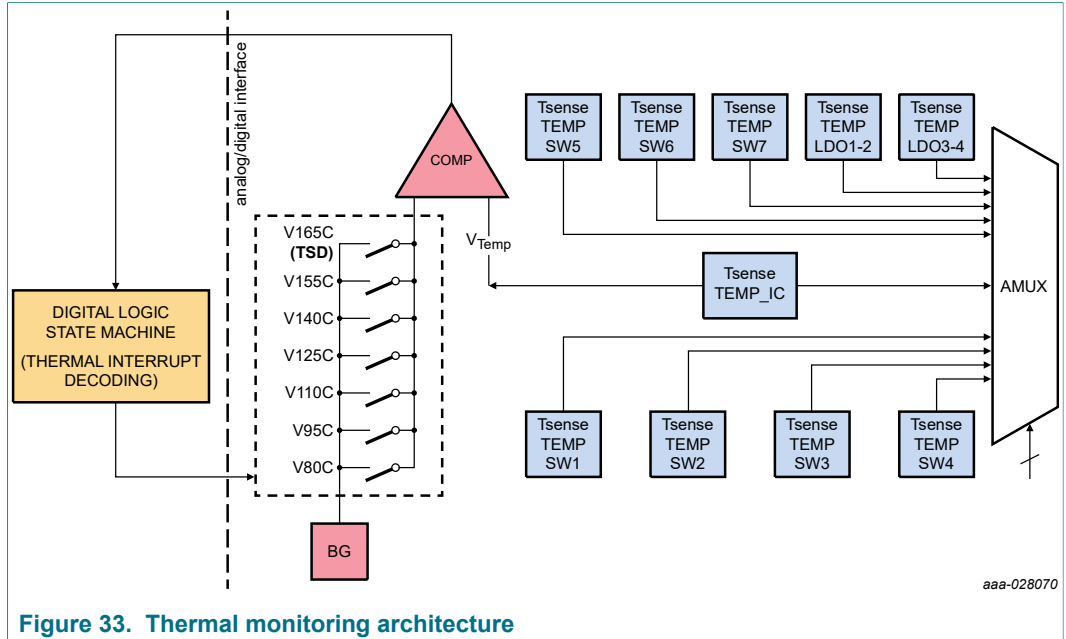 analog/digital interface
DIGITAL LOGIC
STATE MACHINE
(THERMAL INTERRUPT
DECODING)
COMP
V165C
(TSD)
V155C
V140C
V125C
V110C
V95C
V80C
BG
VTemp
Tsense
TEMP
SW5
Tsense
TEMP
SW6
Tsense
TEMP
SW7
Tsense
TEMP
LDO1-2
Tsense
TEMP
LDO3-4
Tsense
TEMP_IC
AMUX
Tsense
TEMP
SW1
Tsense
TEMP
SW2
Tsense
TEMP
SW3
Tsense
TEMP
SW4
aaa-028070
Figure 33. Thermal monitoring architecture